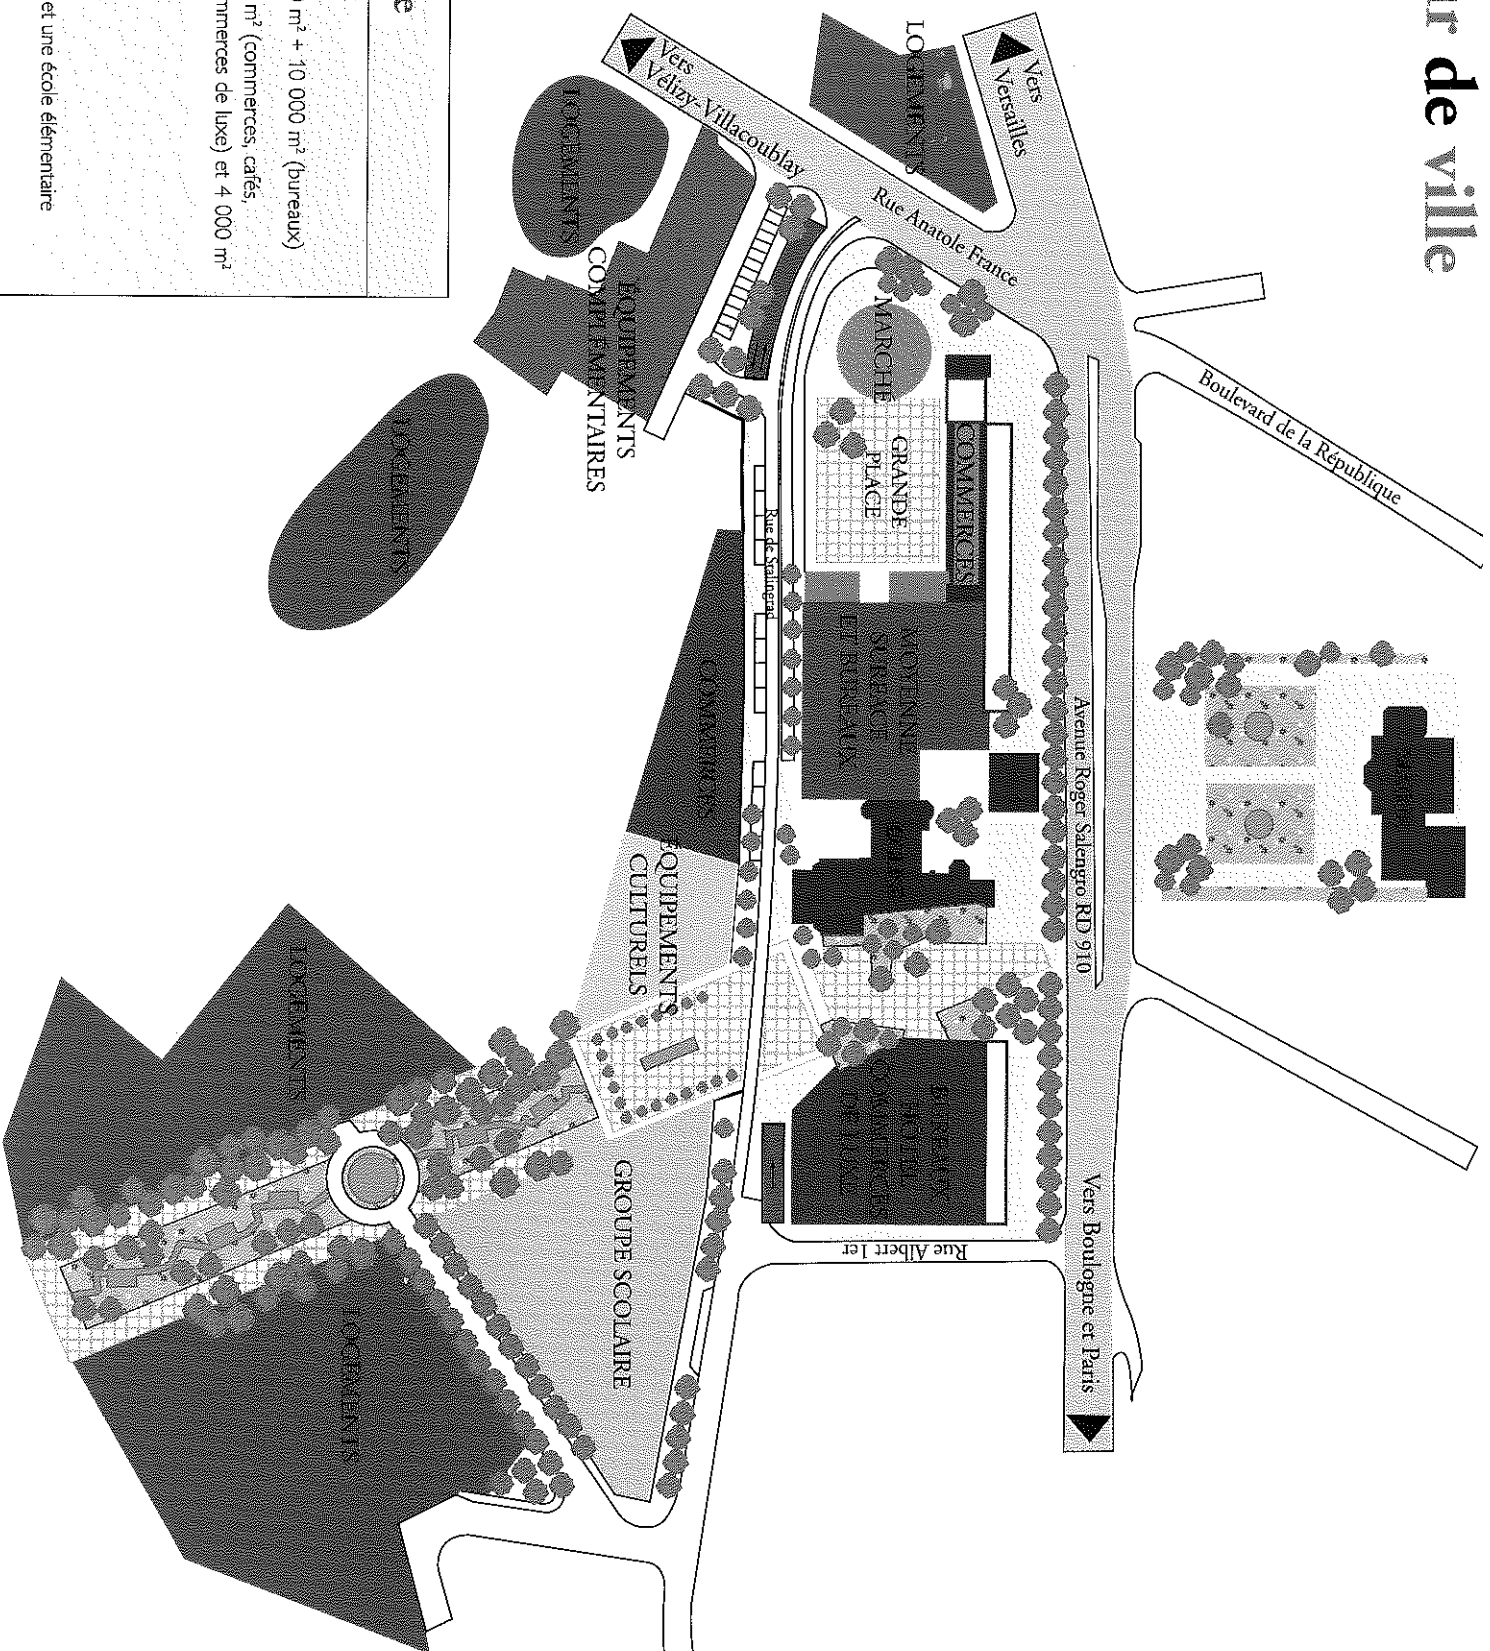 de ville
m² + 10 000 m² (bureaux)
m² (commerces, cafés,
de luxe) et 4 000 m²
et une école élémentaire
Vers
Versailles
Vers
Vélizy-Villacoublay
Rue Anatole France
Boulevard de la République
Avenue Roger Salengro RD 910
Vers Boulogne et Paris
Rue Albert 1er
Rue de Stalingrad
LOGEMENTS
LOGEMENTS
ÉQUIPEMENTS
COMPLÉMENTAIRES
LOGEMENTS
MARCHE
GRANDE
PLACE
COMMERCES
MOYENNE
SURFACE
ET BUREAUX
COMMERCES
ÉQUIPEMENTS
CULTURELS
BUREAUX
COMMERCES
DE LUXE
GROUPE SCOLAIRE
LOGEMENTS
LOGEMENTS